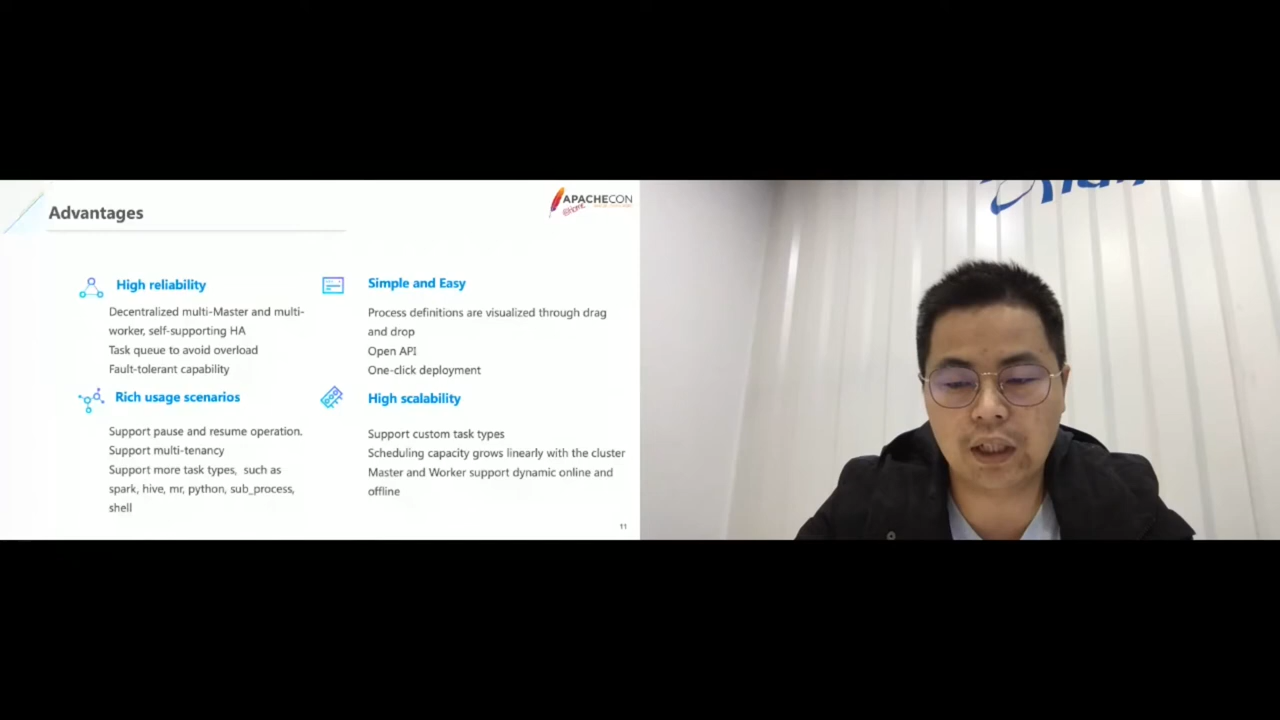 Advantages
APACHECON
@Home
High reliability
Decentralized multi-Master and multi-
worker, self-supporting HA
Task queue to avoid overload
Fault-tolerant capability
Simple and Easy
Process definitions are visualized through drag
and drop
Open API
One-click deployment
Rich usage scenarios
Support pause and resume operation.
Support multi-tenancy
Support more task types, such as
spark, hive, mr, python, sub_process,
shell
High scalability
Support custom task types
Scheduling capacity grows linearly with the cluster
Master and Worker support dynamic online and
offline
11